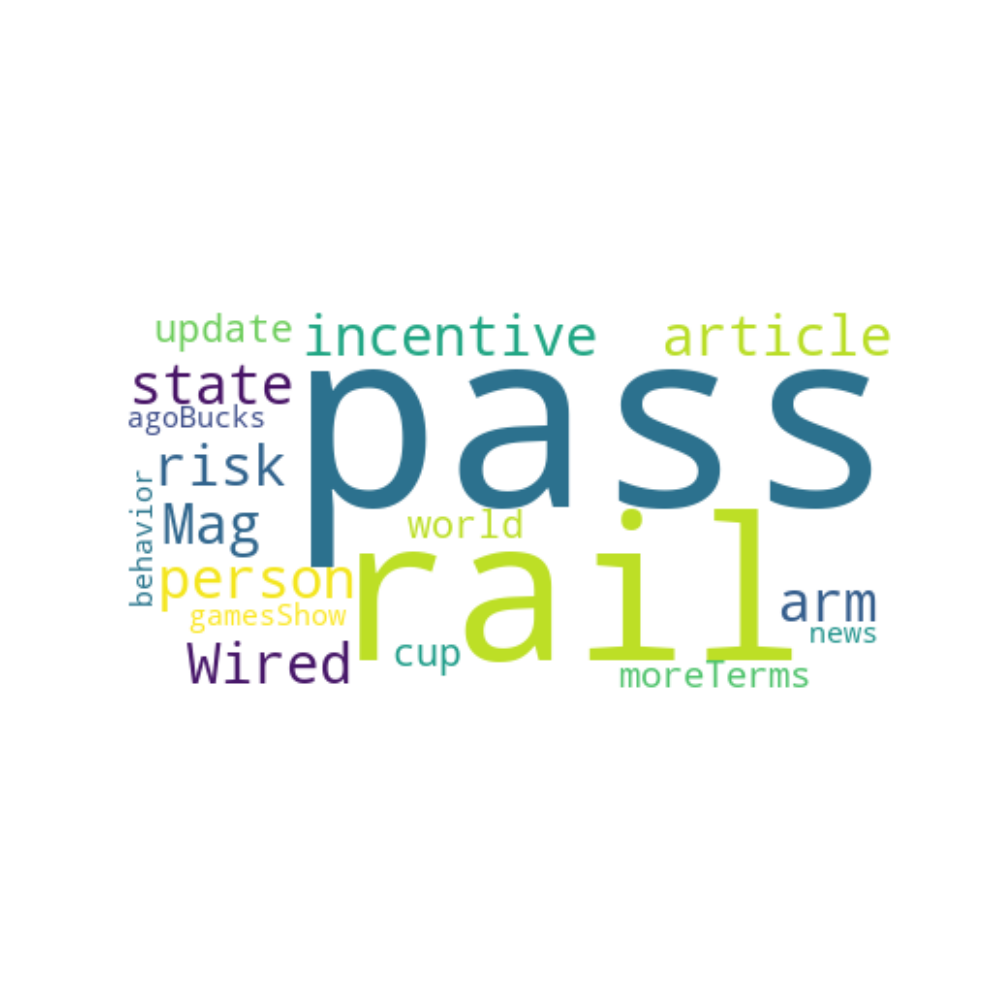 update
incentive
article
state
pass
agoBucks
risk
behavior
Mag
world
rail
person
arm
gamesShow
news
Wired
cup
moreTerms